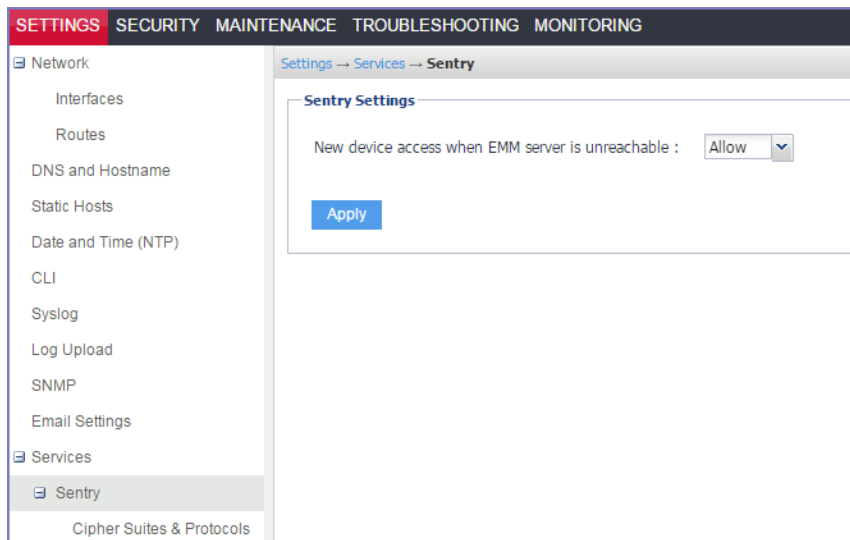 SETTINGS SECURITY MAINTENANCE TROUBLESHOOTING MONITORING
Network
Interfaces
Routes
DNS and Hostname
Static Hosts
Date and Time (NTP)
CLI
Syslog
Log Upload
SNMP
Email Settings
Services
Sentry
Cipher Suites & Protocols
Settings → Services → Sentry
Sentry Settings
New device access when EMM server is unreachable : Allow
Apply